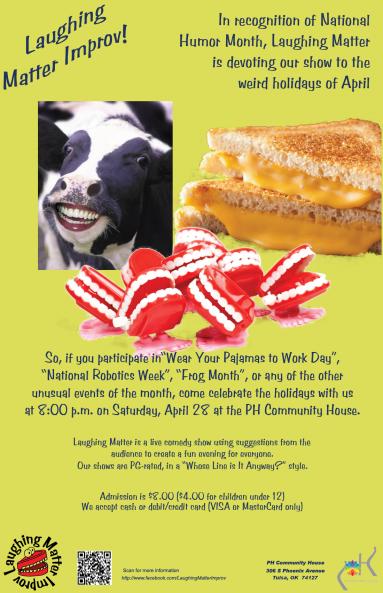 Laughing
Matter Improv!
In recognition of National
Humor Month, Laughing Matter
is devoting our show to the
weird holidays of April
So, if you participate in "Wear Your Pajamas to Work Day",
"National Robotics Week", "Frog Month", or any of the other
unusual events of the month, come celebrate the holidays with us
at 8:00 p.m. on Saturday, April 28 at the PH Community House.
Laughing Matter is a live comedy show using suggestions from the
audience to create a fun evening for everyone.
Our shows are PG-rated, in a "Whose Line is It Anyway?" style.
Admission is $8.00 ($4.00 for children under 12)
We accept cash or debit/credit card (VISA or MasterCard only)
Laughing Matter Improv
Scan for more information
http://www.facebook.com/LaughingMatterImprov
PH Community House
306 S Phoenix Avenue
Tulsa, OK 74127